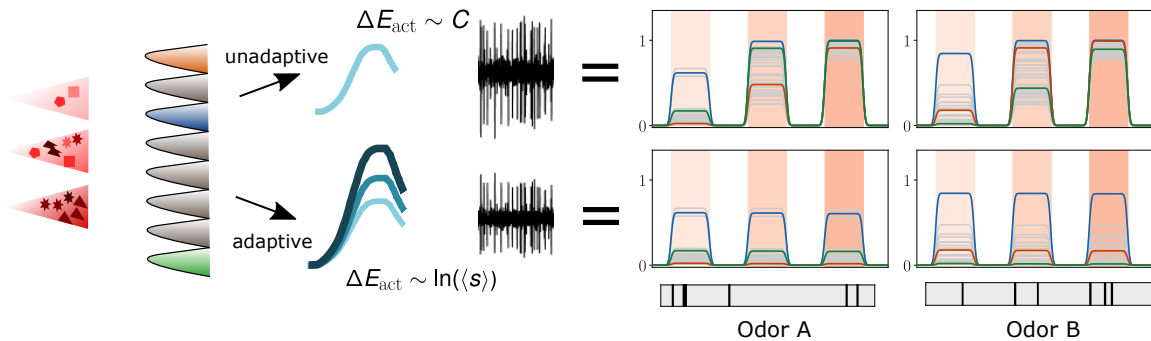 ΔE_act ∼ C
unadaptive
=
1
0
1
0
adaptive
ΔE_act ∼ ln(⟨s⟩)
=
1
0
1
0
Odor A
Odor B